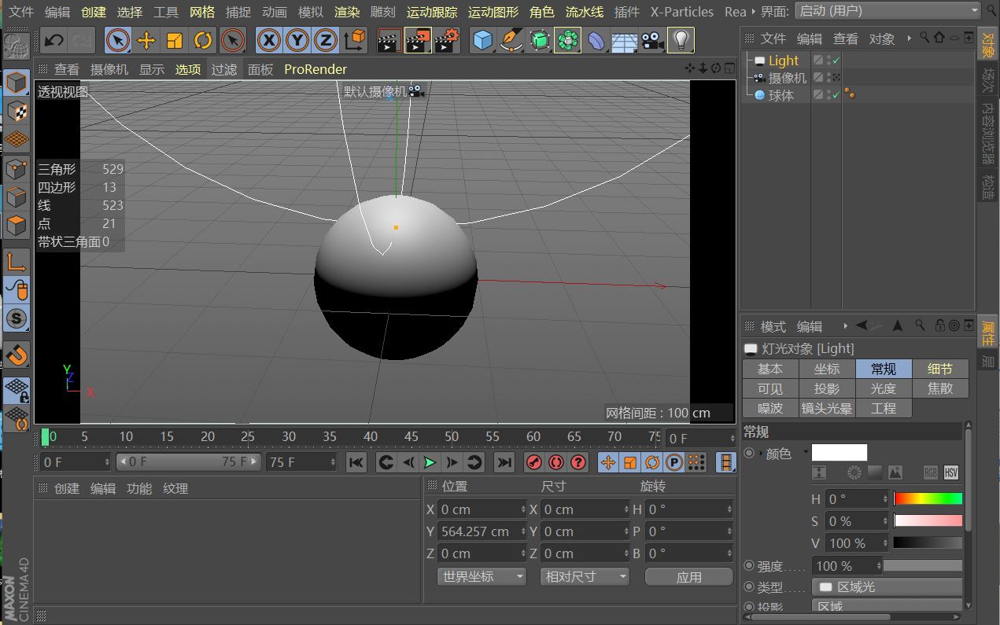 文件 编辑 创建 选择 工具 网格 捕捉 动画 模拟 渲染 雕刻 运动跟踪 运动图形 角色 流水线 插件 X-Particles Rea 界面: 启动 (用户)
X Y Z
文件 编辑 查看 对象
查看 摄像机 显示 选项 过滤 面板 ProRender
透视视图
默认摄像机
三角形 529
四边形 13
线 523
点 21
带状三角面 0
Y
Z
X
网格间距 : 100 cm
Light
摄像机
球体
对象
场次
内容浏览器
构造
模式 编辑
属性
层
灯光对象 [Light]
基本 坐标 常规 细节
可见 投影 光度 焦散
噪波 镜头光晕 工程
常规
颜色
RGB HSV
H 0 °
S 0 %
V 100 %
强度..... 100 %
类型..... 区域光
投影 区域
0 5 10 15 20 25 30 35 40 45 50 55 60 65 70 75 0 F
0 F 0 F 75 F 75 F
P
创建 编辑 功能 纹理
位置 尺寸 旋转
X 0 cm X 0 cm H 0 °
Y 564.257 cm Y 0 cm P 0 °
Z 0 cm Z 0 cm B 0 °
世界坐标 相对尺寸 应用
S
MAXON
CINEMA 4D